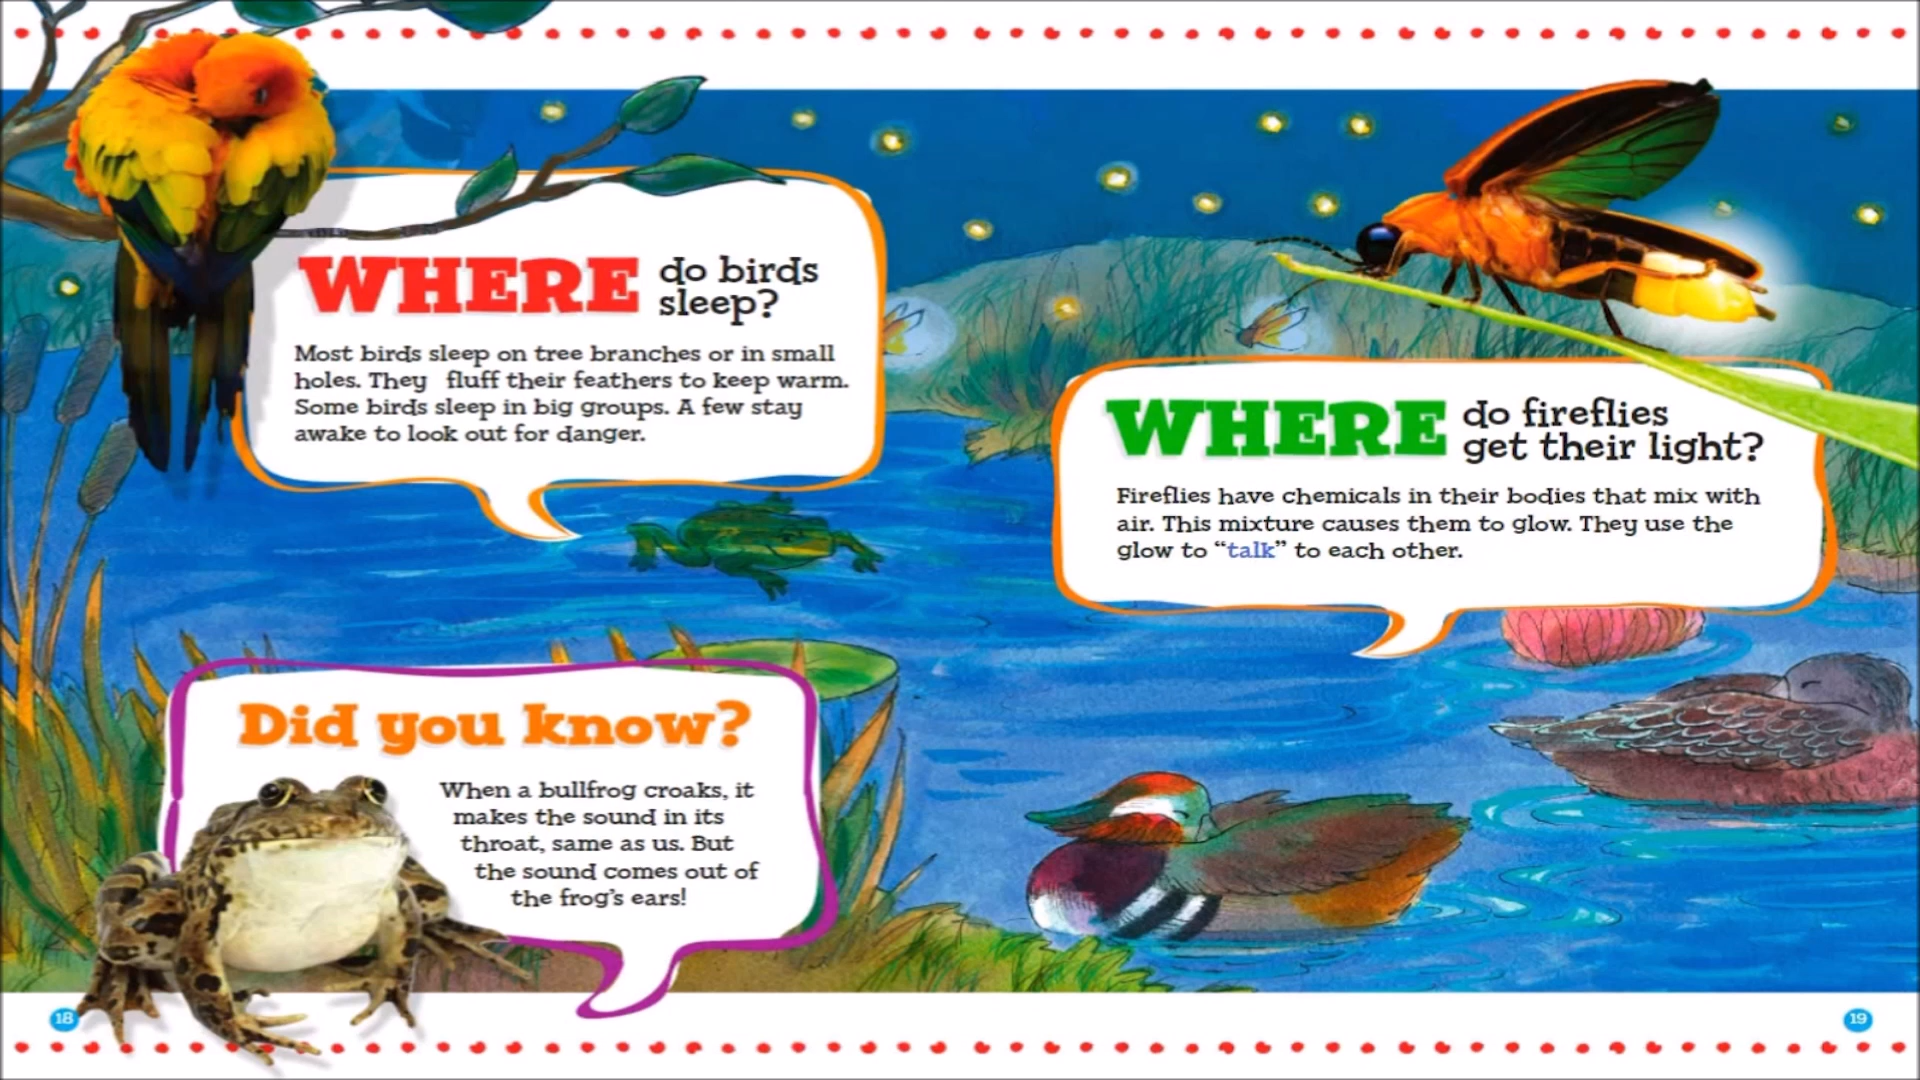 WHERE do birds
sleep?
Most birds sleep on tree branches or in small
holes. They fluff their feathers to keep warm.
Some birds sleep in big groups. A few stay
awake to look out for danger.
Did you know?
When a bullfrog croaks, it
makes the sound in its
throat, same as us. But
the sound comes out of
the frog's ears!
18
WHERE do fireflies
get their light?
Fireflies have chemicals in their bodies that mix with
air. This mixture causes them to glow. They use the
glow to “talk” to each other.
19